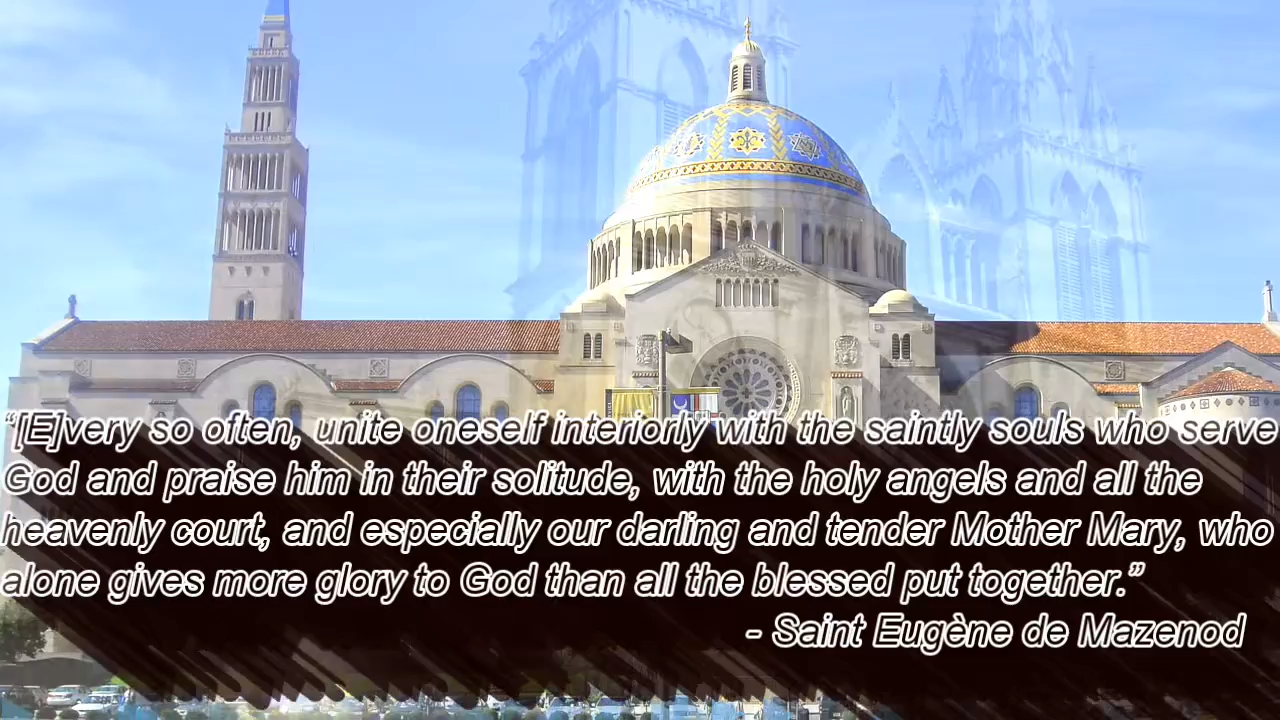 “[E]very so often, unite oneself interiorly with the saintly souls who serve
God and praise him in their solitude, with the holy angels and all the
heavenly court, and especially our darling and tender Mother Mary, who
alone gives more glory to God than all the blessed put together.”
- Saint Eugène de Mazenod